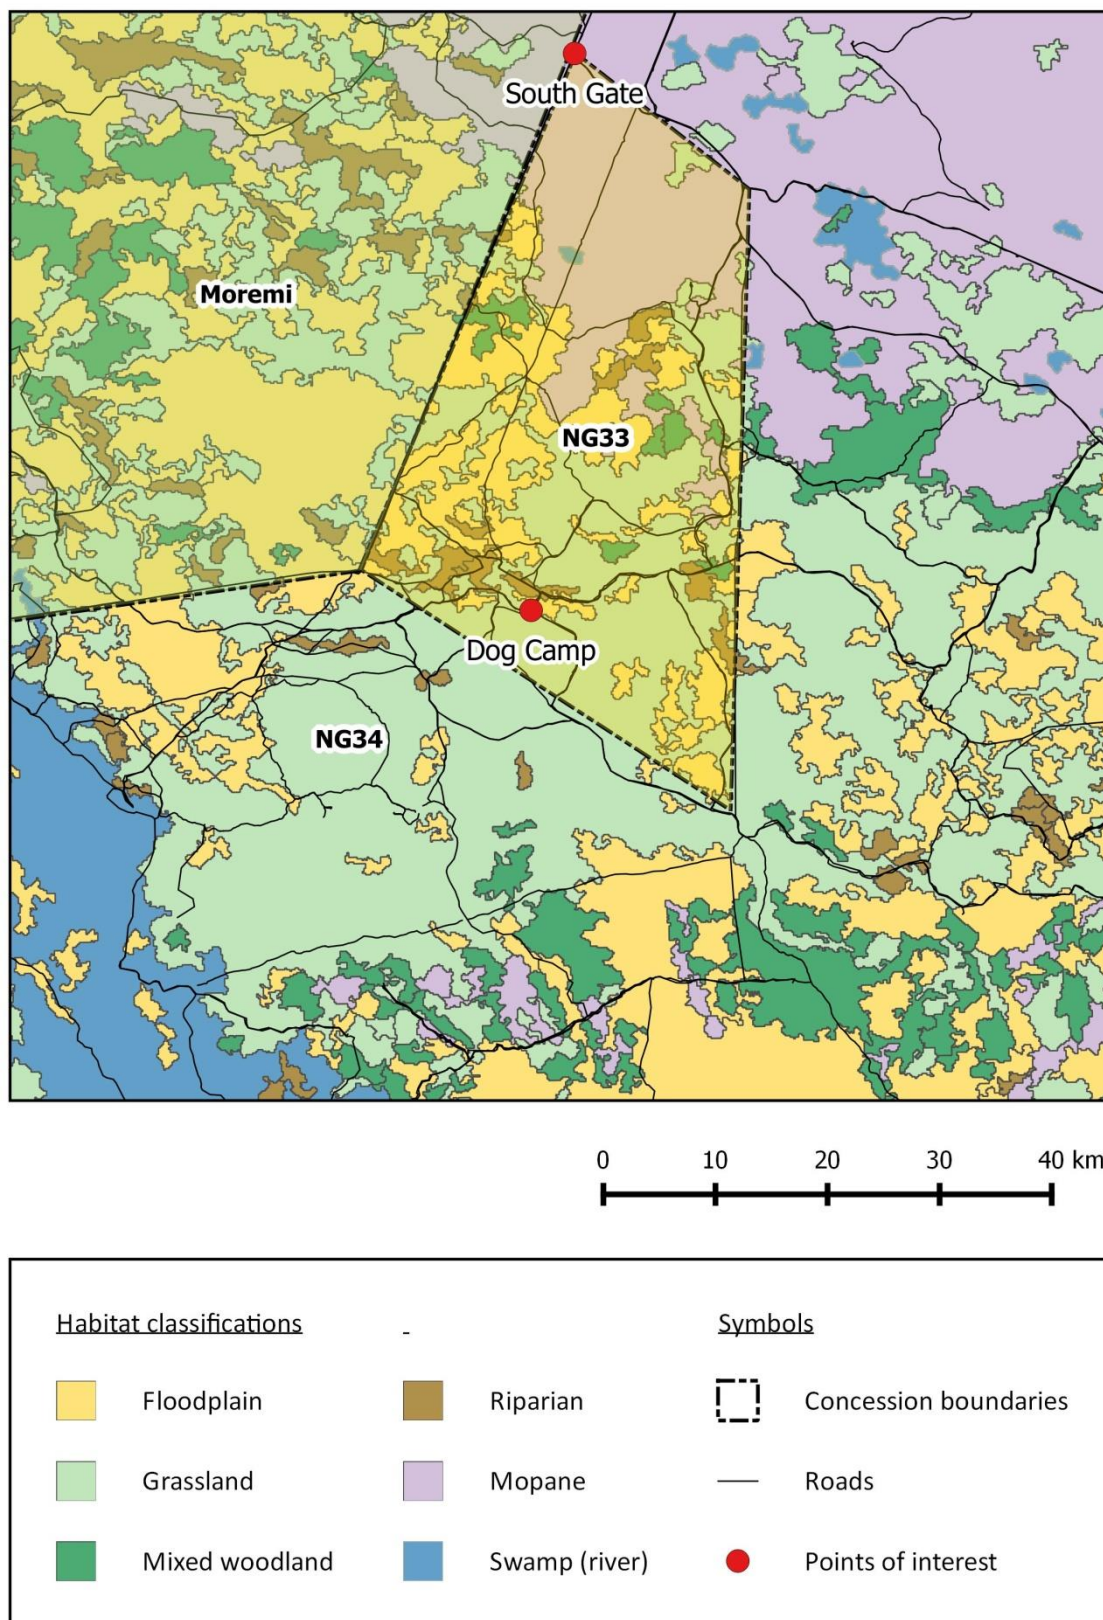 South Gate
Moremi
NG33
Dog Camp
NG34
0 10 20 30 40 km
Habitat classifications Symbols
Floodplain Riparian Concession boundaries
Grassland Mopane Roads
Mixed woodland Swamp (river) Points of interest